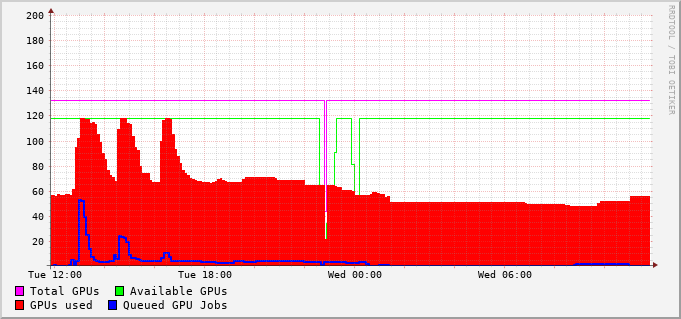 200
180
160
140
120
100
80
60
40
20
Tue 12:00 Tue 18:00 Wed 00:00 Wed 06:00
Total GPUs Available GPUs
GPUs used Queued GPU Jobs
RRDTOOL / TOBI OETIKER